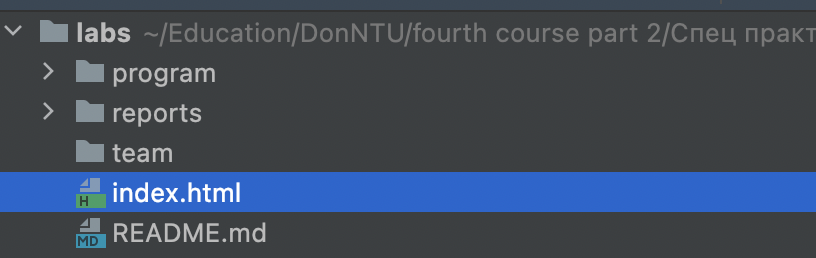 labs ~/Education/DonNTU/fourth course part 2/Спец практ
program
reports
team
H index.html
MD README.md